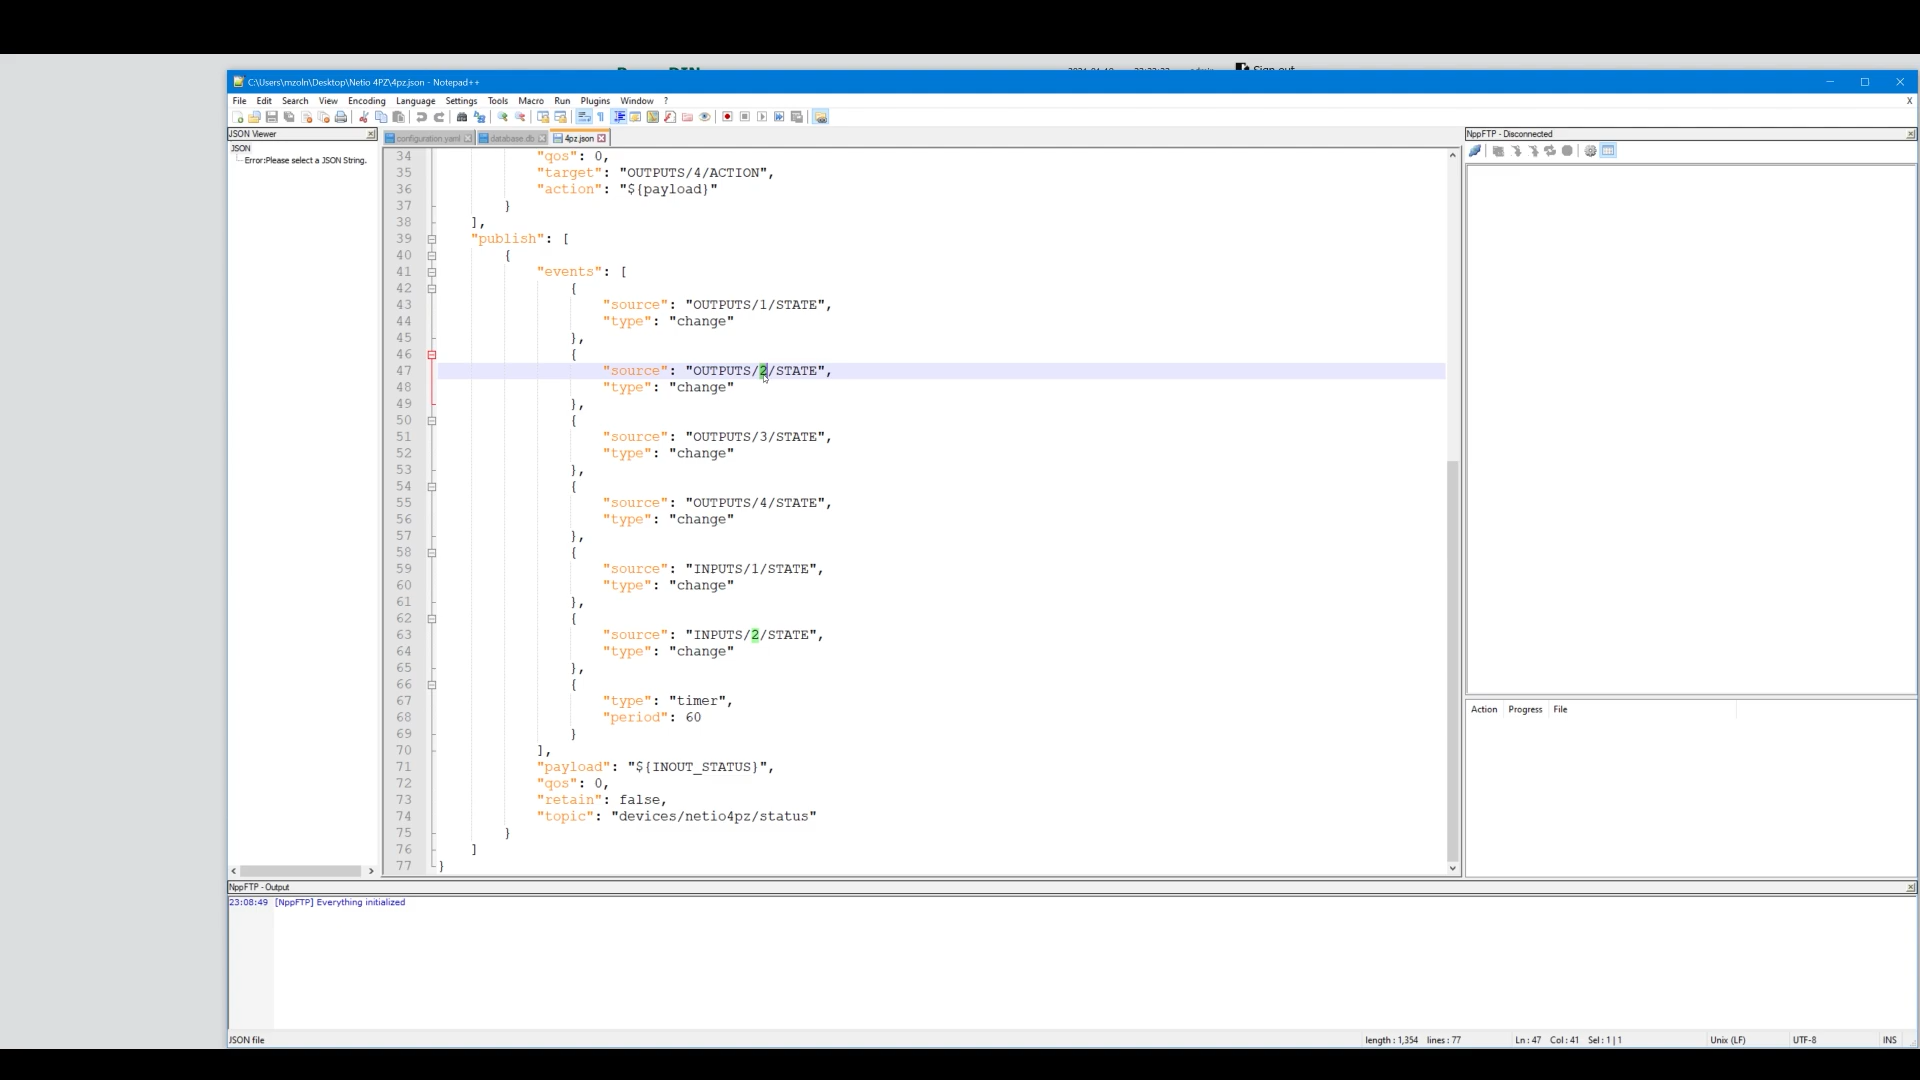 C:\Users\mzoln\Desktop\Netio 4PZ\4pz.json - Notepad++
File Edit Search View Encoding Language Settings Tools Macro Run Plugins Window ? X
JSON Viewer
configuration.yaml database.db 4pz.json
NppFTP - Disconnected
JSON
Error:Please select a JSON String.
34 "qos": 0,
35 "target": "OUTPUTS/4/ACTION",
36 "action": "${payload}"
37 }
38 ],
39 "publish": [
40 {
41 "events": [
42 {
43 "source": "OUTPUTS/1/STATE",
44 "type": "change"
45 },
46 {
47 "source": "OUTPUTS/2/STATE",
48 "type": "change"
49 },
50 {
51 "source": "OUTPUTS/3/STATE",
52 "type": "change"
53 },
54 {
55 "source": "OUTPUTS/4/STATE",
56 "type": "change"
57 },
58 {
59 "source": "INPUTS/1/STATE",
60 "type": "change"
61 },
62 {
63 "source": "INPUTS/2/STATE",
64 "type": "change"
65 },
66 {
67 "type": "timer",
68 "period": 60
69 }
70 ],
71 "payload": "${INOUT_STATUS}",
72 "qos": 0,
73 "retain": false,
74 "topic": "devices/netio4pz/status"
75 }
76 ]
77 }
Action Progress File
NppFTP - Output
23:08:49 [NppFTP] Everything initialized
JSON file length : 1,354 lines : 77 Ln : 47 Col : 41 Sel : 1 | 1 Unix (LF) UTF-8 INS